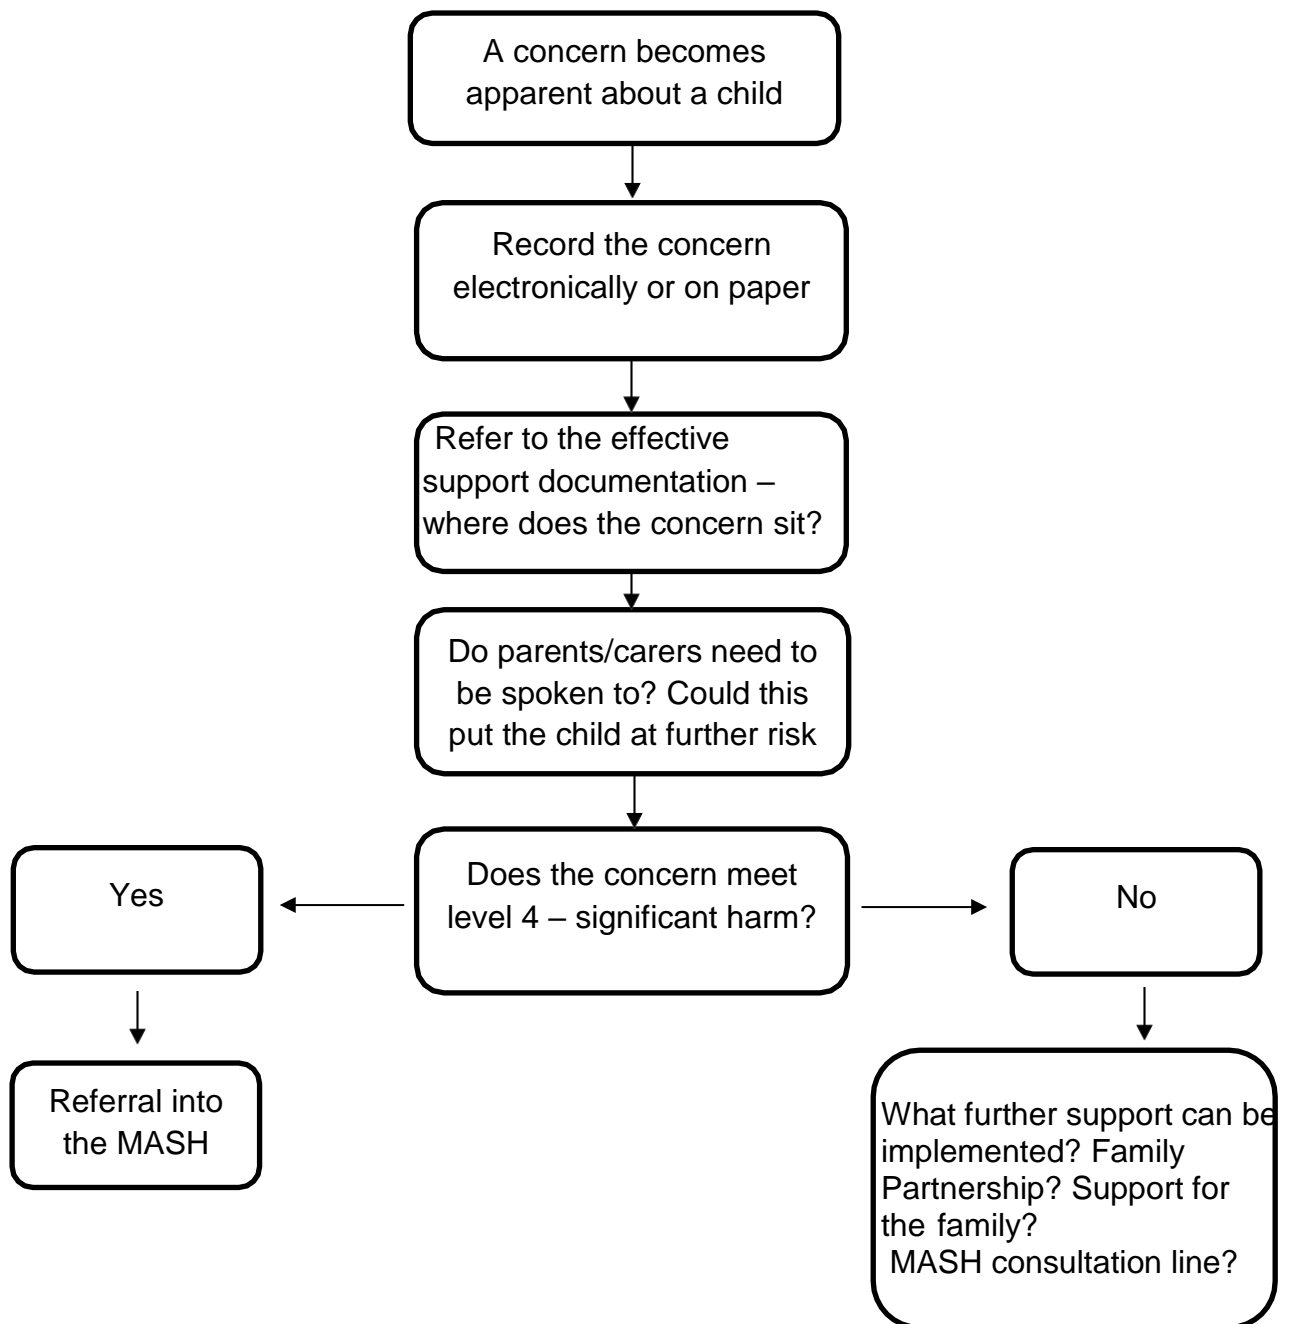 A concern becomes
apparent about a child
Record the concern
electronically or on paper
Refer to the effective
support documentation –
where does the concern sit?
Do parents/carers need to
be spoken to? Could this
put the child at further risk
Does the concern meet
level 4 – significant harm?
Yes
No
Referral into
the MASH
What further support can be
implemented? Family
Partnership? Support for
the family?
MASH consultation line?